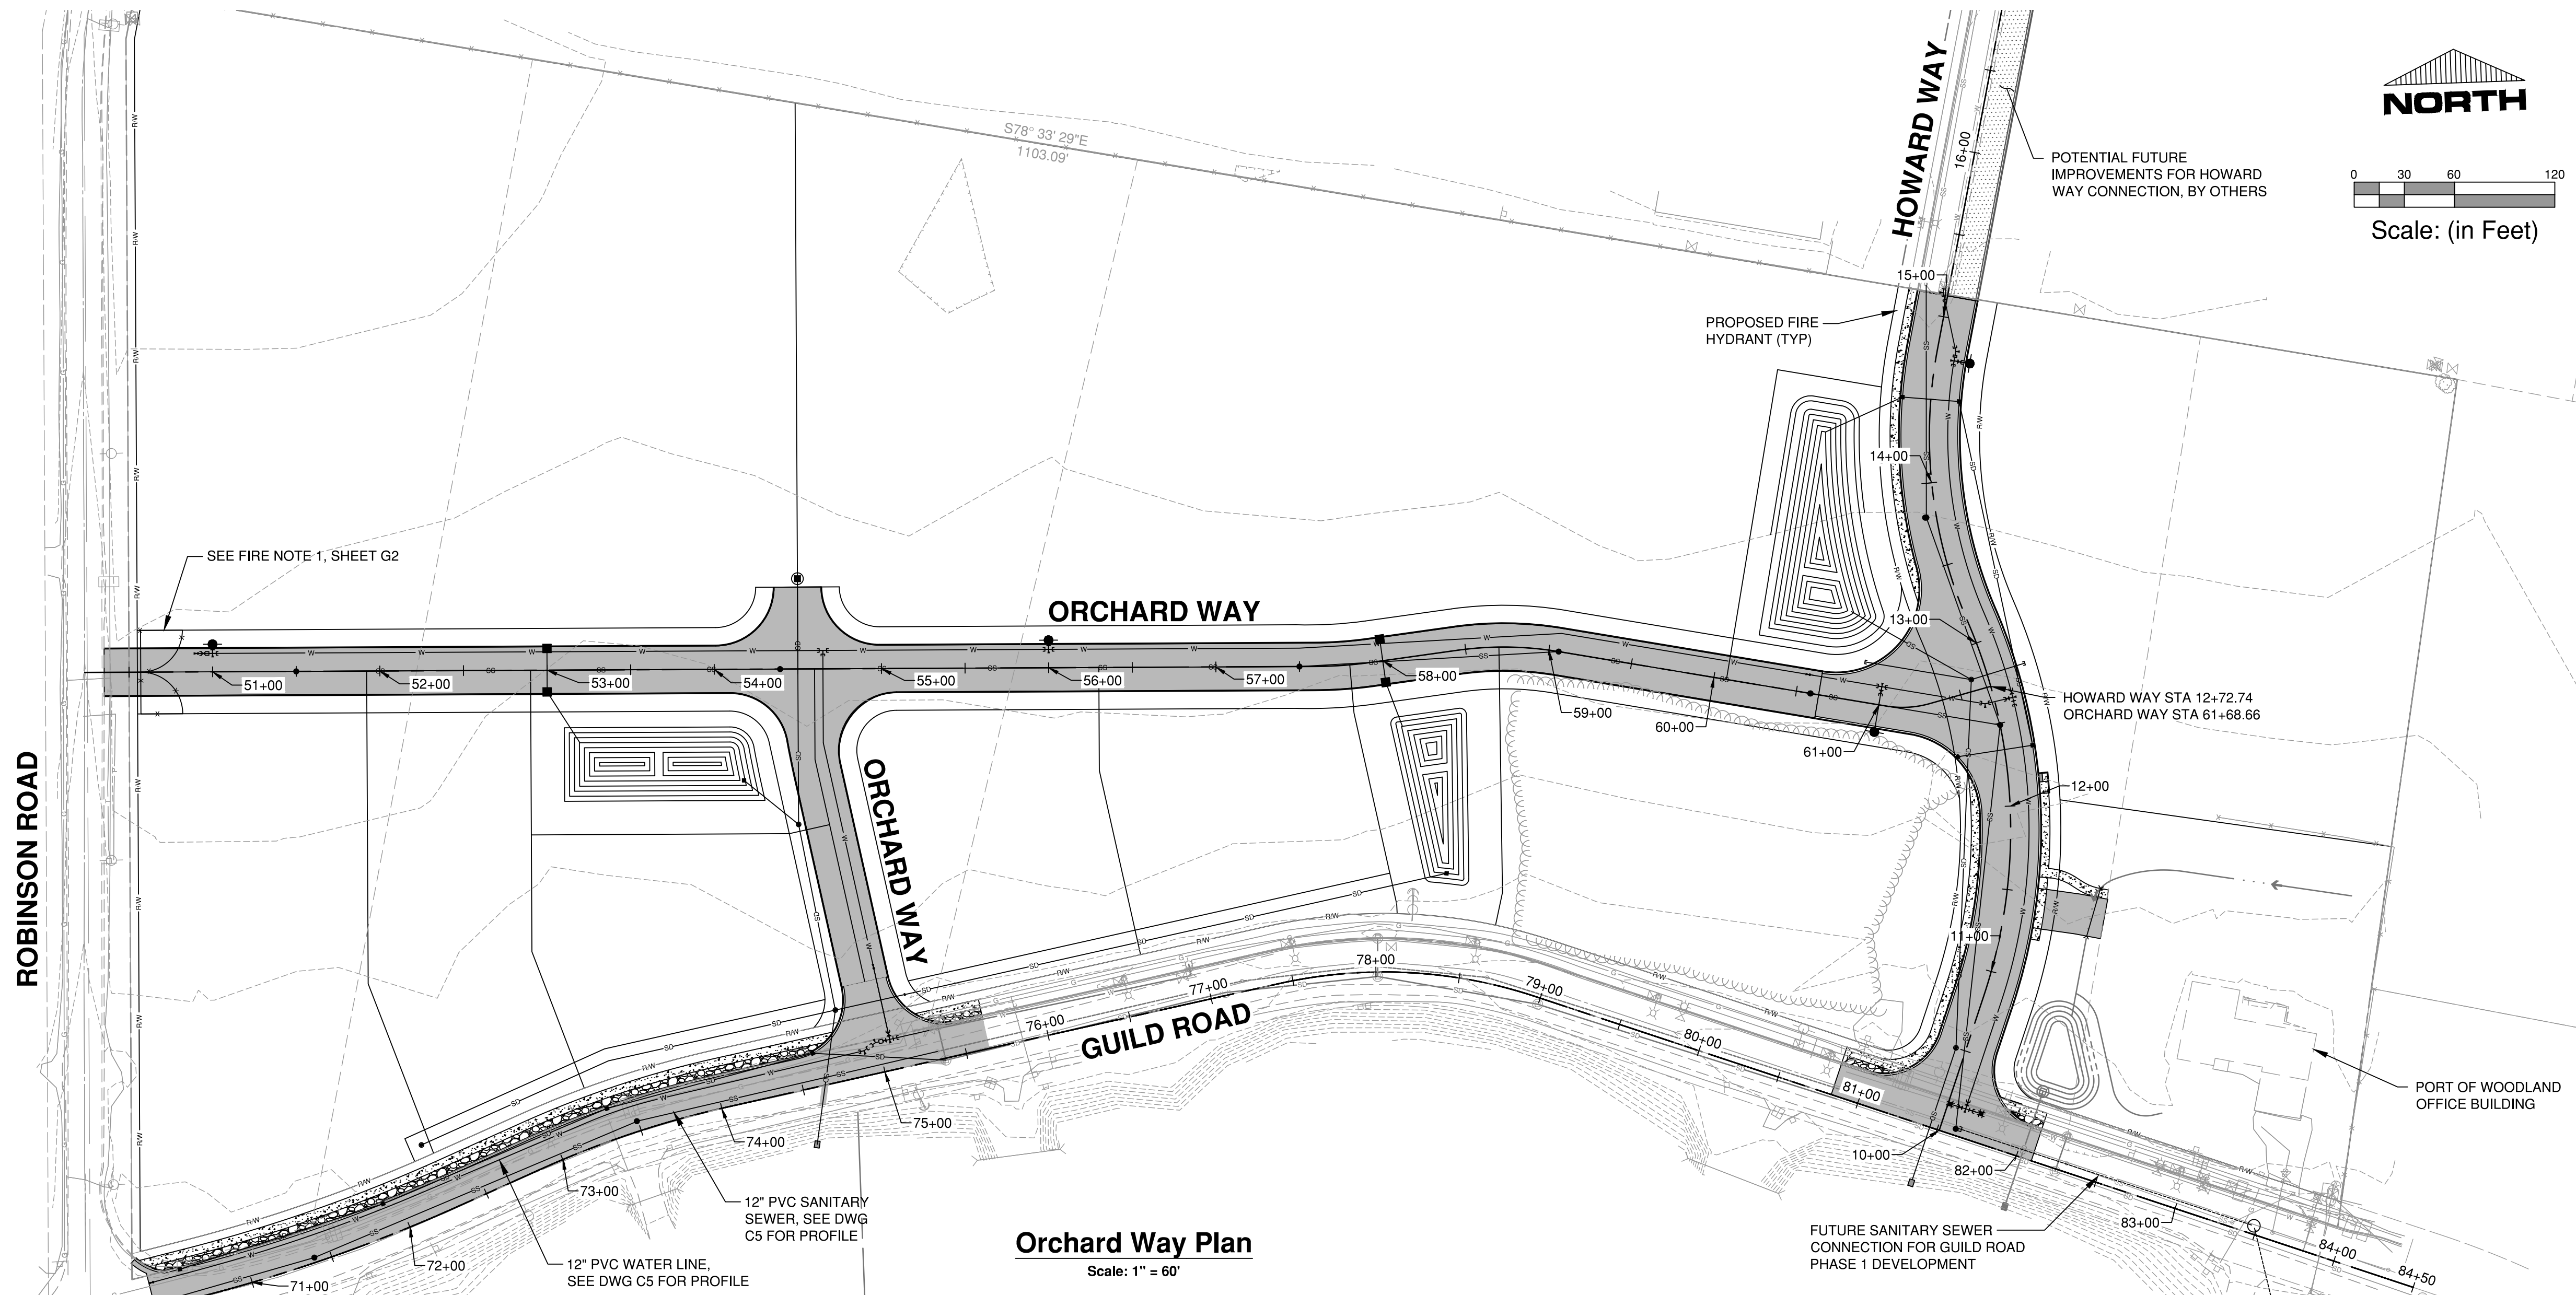 S78° 33' 29"E
1103.09'
HOWARD WAY
16+00
NORTH
POTENTIAL FUTURE
IMPROVEMENTS FOR HOWARD
WAY CONNECTION, BY OTHERS
0 30 60 120
Scale: (in Feet)
15+00
PROPOSED FIRE
HYDRANT (TYP)
14+00
SEE FIRE NOTE 1, SHEET G2
ORCHARD WAY
13+00
51+00
52+00
53+00
54+00
55+00
56+00
57+00
58+00
59+00
60+00
61+00
HOWARD WAY STA 12+72.74
ORCHARD WAY STA 61+68.66
12+00
ROBINSON ROAD
ORCHARD WAY
11+00
GUILD ROAD
71+00
72+00
73+00
74+00
75+00
76+00
77+00
78+00
79+00
80+00
81+00
10+00
82+00
83+00
84+00
84+50
PORT OF WOODLAND
OFFICE BUILDING
12" PVC SANITARY
SEWER, SEE DWG
C5 FOR PROFILE
12" PVC WATER LINE,
SEE DWG C5 FOR PROFILE
Orchard Way Plan
Scale: 1" = 60'
FUTURE SANITARY SEWER
CONNECTION FOR GUILD ROAD
PHASE 1 DEVELOPMENT
R/W
R/W
R/W
R/W
W
W
W
SS
SS
SS
SD
SD
SD
G
G